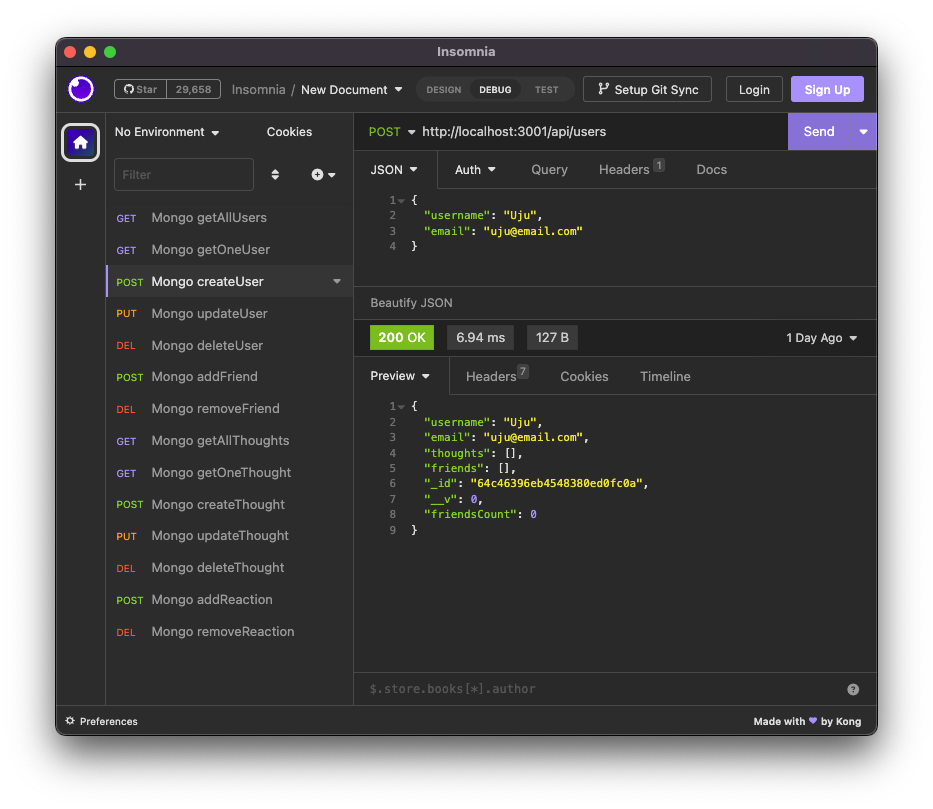 Insomnia
Star 29,658 Insomnia / New Document DESIGN DEBUG TEST Setup Git Sync Login Sign Up
No Environment Cookies
Filter
GET Mongo getAllUsers
GET Mongo getOneUser
POST Mongo createUser
PUT Mongo updateUser
DEL Mongo deleteUser
POST Mongo addFriend
DEL Mongo removeFriend
GET Mongo getAllThoughts
GET Mongo getOneThought
POST Mongo createThought
PUT Mongo updateThought
DEL Mongo deleteThought
POST Mongo addReaction
DEL Mongo removeReaction
POST http://localhost:3001/api/users Send
JSON Auth Query Headers 1 Docs
1 {
2 "username": "Uju",
3 "email": "uju@email.com"
4 }
Beautify JSON
200 OK 6.94 ms 127 B 1 Day Ago
Preview Headers 7 Cookies Timeline
1 {
2 "username": "Uju",
3 "email": "uju@email.com",
4 "thoughts": [],
5 "friends": [],
6 "_id": "64c46396eb4548380ed0fc0a",
7 "__v": 0,
8 "friendsCount": 0
9 }
$.store.books[*].author ?
Preferences Made with 💜 by Kong